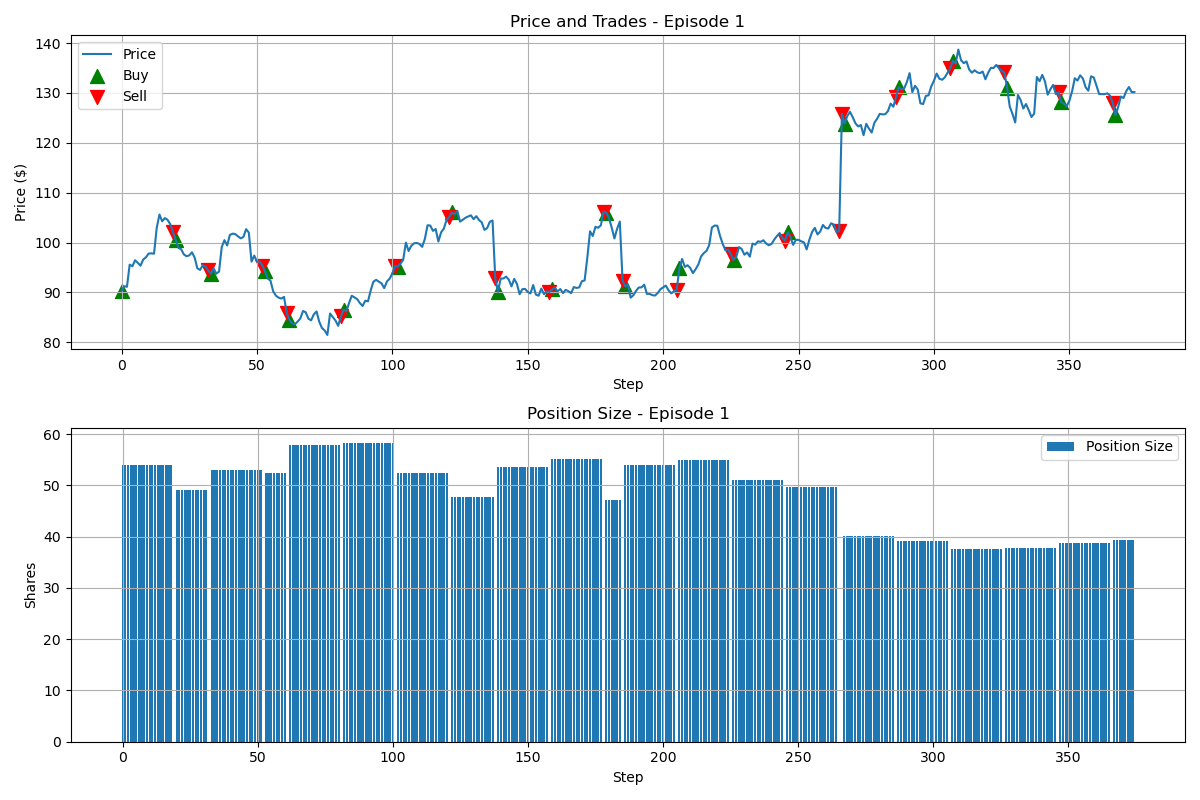 Price and Trades - Episode 1
Price ($)
140
130
120
110
100
90
80
Price
Buy
Sell
0 50 100 150 200 250 300 350
Step
Position Size - Episode 1
Shares
60
50
40
30
20
10
0
Position Size
0 50 100 150 200 250 300 350
Step